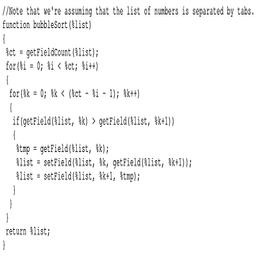 //Note that we're assuming that the list of numbers is separated by tabs.
function bubbleSort(%list)
{
 %ct = getFieldCount(%list);
 for(%i = 0; %i < %ct; %i++)
 {
  for(%k = 0; %k < (%ct - %i - 1); %k++)
  {
   if(getField(%list, %k) > getField(%list, %k+1))
   {
    %tmp = getField(%list, %k);
    %list = setField(%list, %k, getField(%list, %k+1));
    %list = setField(%list, %k+1, %tmp);
   }
  }
 }
 return %list;
}